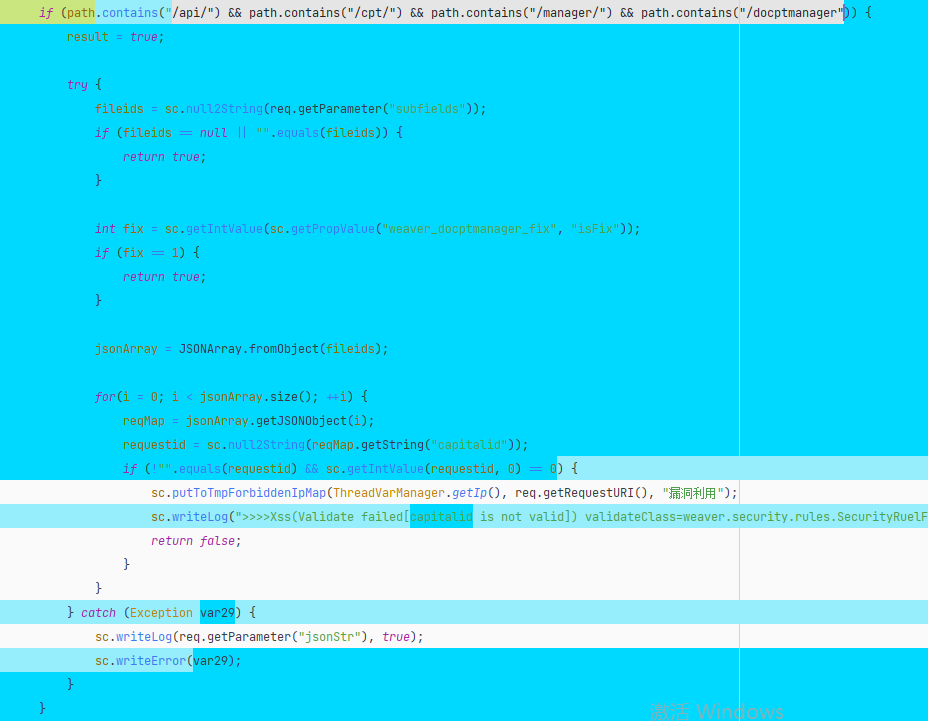 if (path.contains("/api/") && path.contains("/cpt/") && path.contains("/manager/") && path.contains("/docptmanager")) {
result = true;
try {
fileids = sc.null2String(req.getParameter("subfields"));
if (fileids == null || "".equals(fileids)) {
return true;
}
int fix = sc.getIntValue(sc.getPropValue("weaver_docptmanager_fix", "isFix"));
if (fix == 1) {
return true;
}
jsonArray = JSONArray.fromObject(fileids);
for(i = 0; i < jsonArray.size(); ++i) {
reqMap = jsonArray.getJSONObject(i);
requestid = sc.null2String(reqMap.getString("capitalid"));
if (!"".equals(requestid) && sc.getIntValue(requestid, 0) == 0) {
sc.putToTmpForbiddenIpMap(ThreadVarManager.getIp(), req.getRequestURI(), "漏洞利用");
sc.writeLog(">>>>Xss(Validate failed[capitalid is not valid]) validateClass=weaver.security.rules.SecurityRuelF
return false;
}
}
} catch (Exception var29) {
sc.writeLog(req.getParameter("jsonStr"), true);
sc.writeError(var29);
}
}
激活 Windows